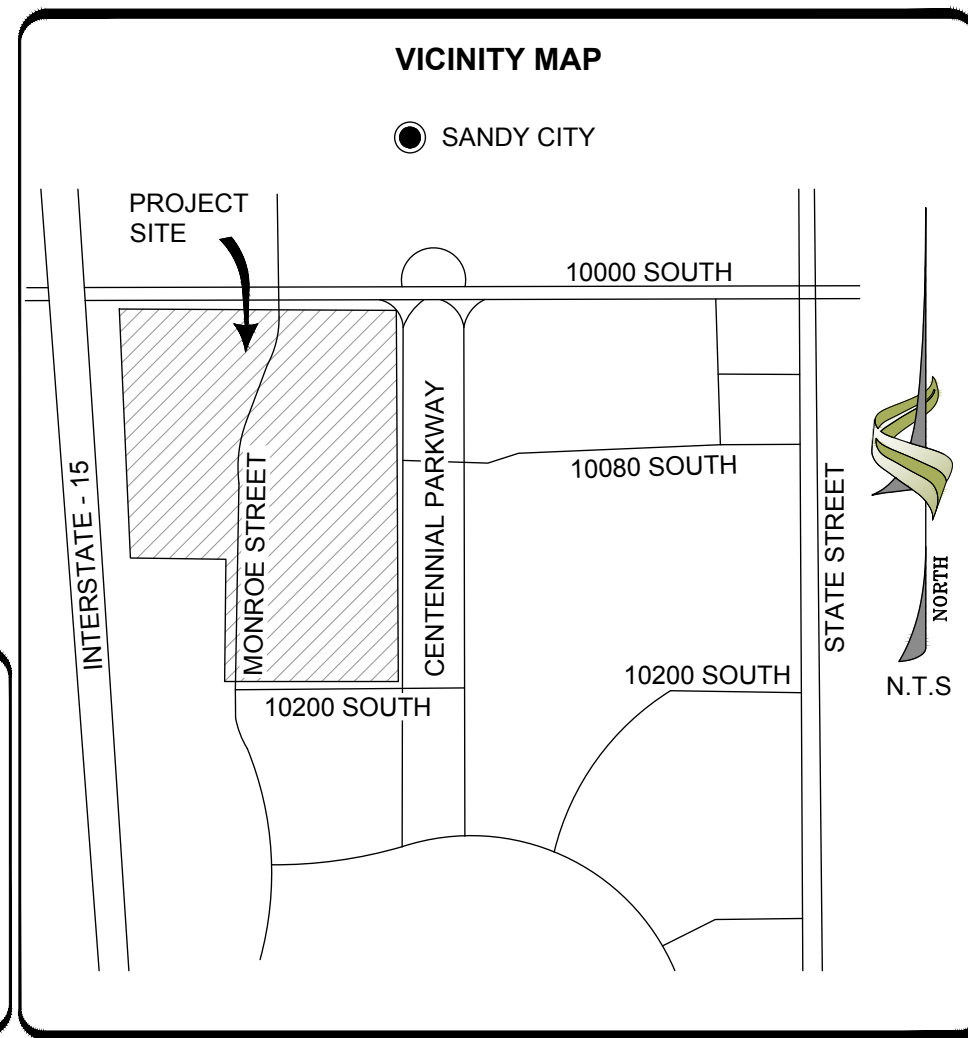 VICINITY MAP
SANDY CITY
PROJECT
SITE
10000 SOUTH
INTERSTATE - 15
MONROE STREET
CENTENNIAL PARKWAY
10080 SOUTH
STATE STREET
NORTH
N.T.S
10200 SOUTH
10200 SOUTH